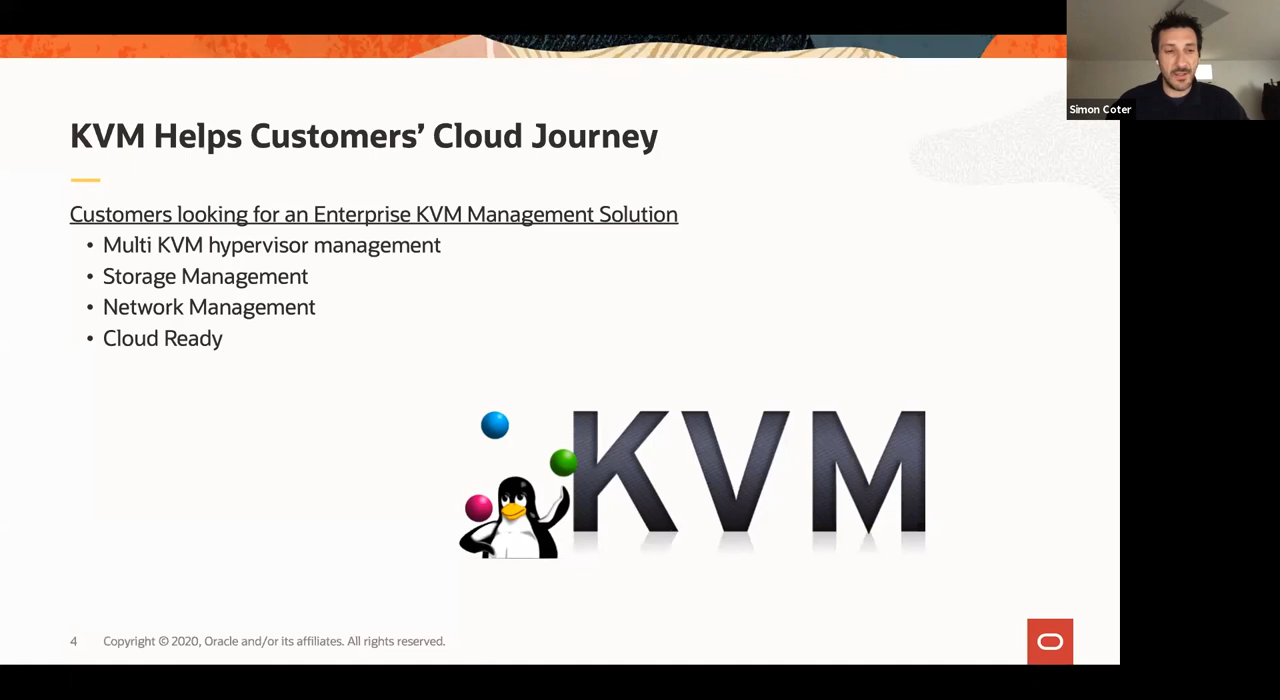 Simon Coter
KVM Helps Customers’ Cloud Journey
Customers looking for an Enterprise KVM Management Solution
• Multi KVM hypervisor management
• Storage Management
• Network Management
• Cloud Ready
KVM
4 Copyright © 2020, Oracle and/or its affiliates. All rights reserved.